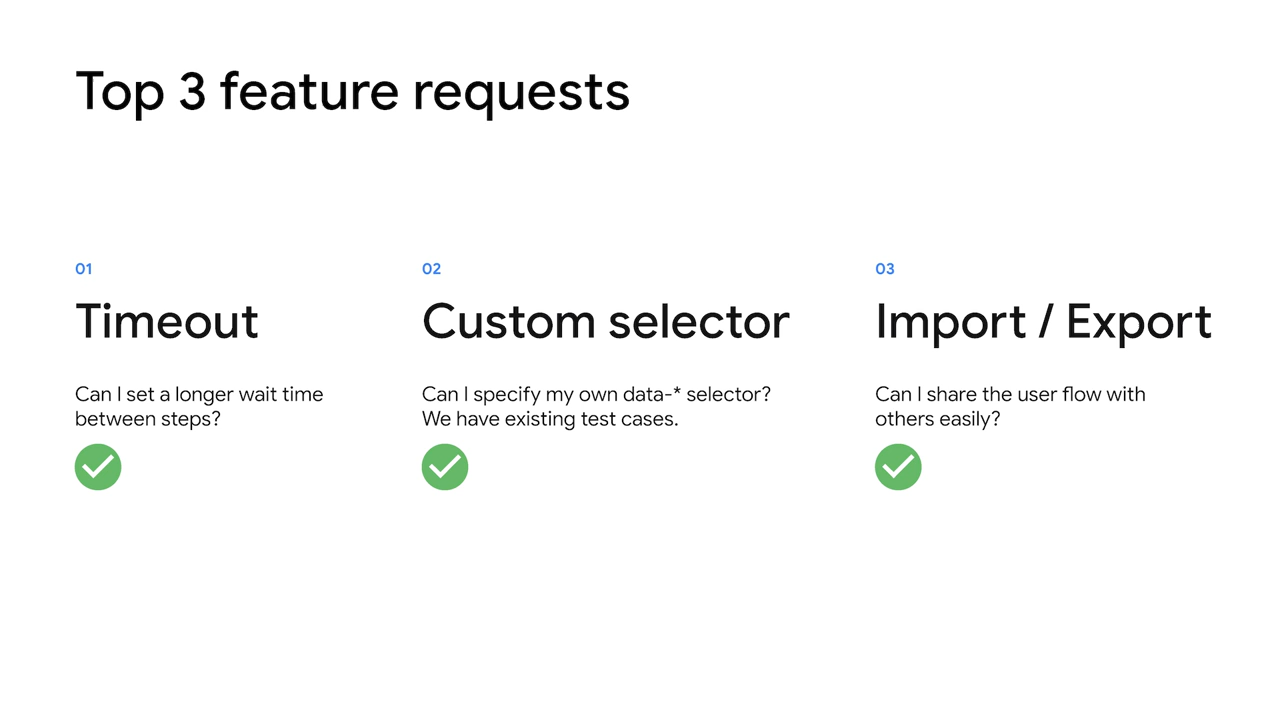 Top 3 feature requests
01
Timeout
Can I set a longer wait time
between steps?
02
Custom selector
Can I specify my own data-* selector?
We have existing test cases.
03
Import / Export
Can I share the user flow with
others easily?